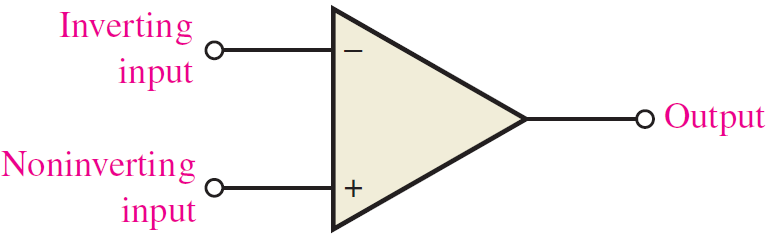 Inverting
input
−
Output
Noninverting
input
+